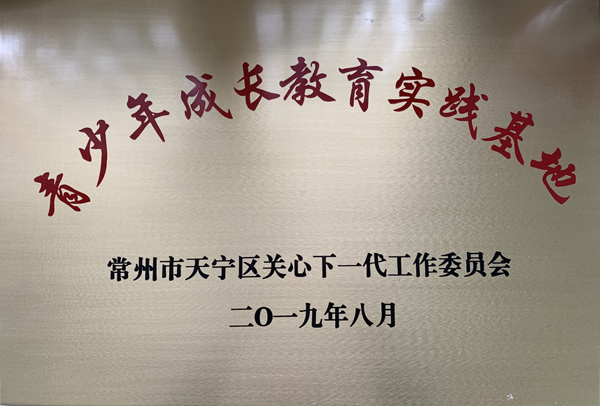 青少年成长教育实践基地
常州市天宁区关心下一代工作委员会
二O一九年八月